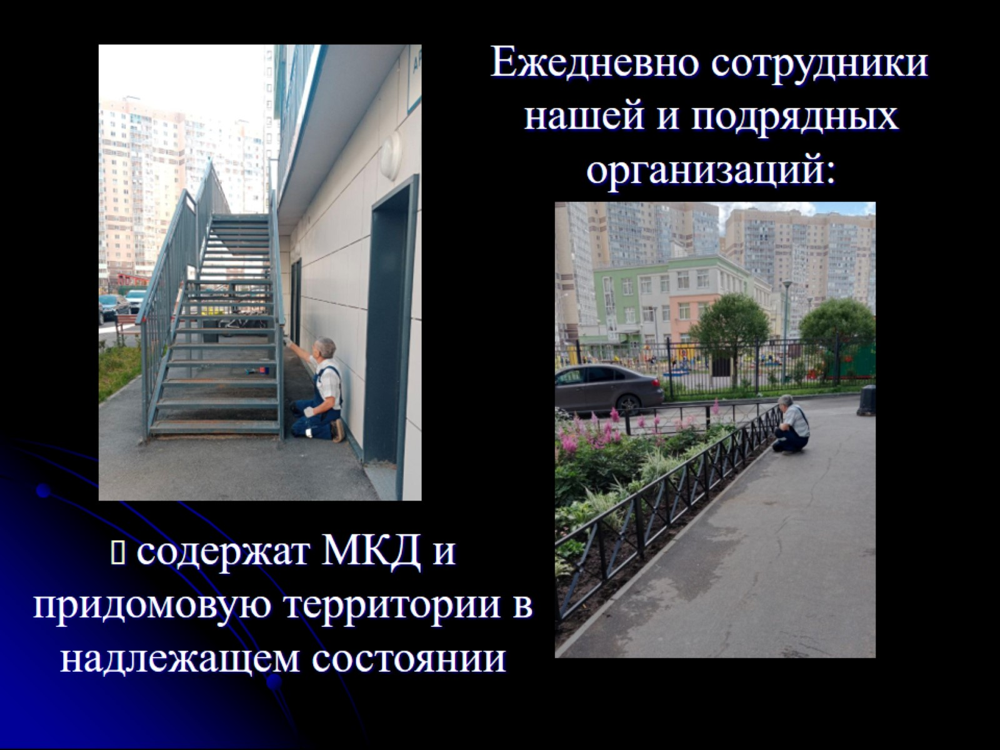 Ежедневно сотрудники
нашей и подрядных
организаций:
содержат МКД и
придомовую территории в
надлежащем состоянии